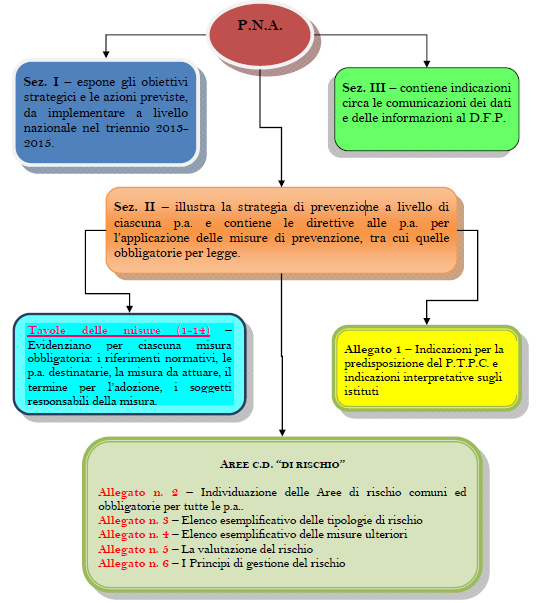 P.N.A.
Sez. I – espone gli obiettivi
strategici e le azioni previste,
da implementare a livello
nazionale nel triennio 2013-
2015.
Sez. III – contiene indicazioni
circa le comunicazioni dei dati
e delle informazioni al D.F.P.
Sez. II – illustra la strategia di prevenzione a livello di
ciascuna p.a. e contiene le direttive alle p.a. per
l'applicazione delle misure di prevenzione, tra cui quelle
obbligatorie per legge.
Tavole delle misure (1-14) –
Evidenziano per ciascuna misura
obbligatoria: i riferimenti normativi, le
p.a. destinatarie, la misura da attuare, il
termine per l'adozione, i soggetti
responsabili della misura.
Allegato 1 – Indicazioni per la
predisposizione del P.T.P.C. e
indicazioni interpretative sugli
istituti
AREE C.D. "DI RISCHIO"
Allegato n. 2 – Individuazione delle Aree di rischio comuni ed
obbligatorie per tutte le p.a..
Allegato n. 3 – Elenco esemplificativo delle tipologie di rischio
Allegato n. 4 – Elenco esemplificativo delle misure ulteriori
Allegato n. 5 – La valutazione del rischio
Allegato n. 6 – I Principi di gestione del rischio